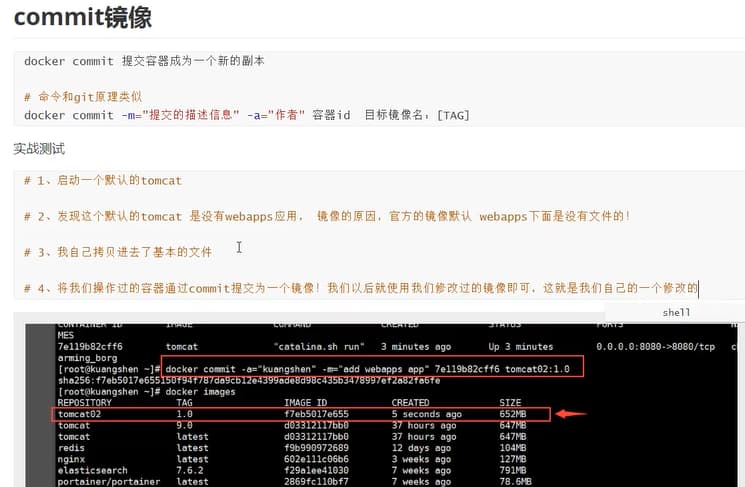 commit镜像
docker commit 提交容器成为一个新的副本
# 命令和git原理类似
docker commit -m="提交的描述信息" -a="作者" 容器id 目标镜像名：[TAG]
实战测试
# 1、启动一个默认的tomcat
# 2、发现这个默认的tomcat 是没有webapps应用， 镜像的原因，官方的镜像默认 webapps下面是没有文件的！
# 3、我自己拷贝进去了基本的文件
# 4、将我们操作过的容器通过commit提交为一个镜像！我们以后就使用我们修改过的镜像即可，这就是我们自己的一个修改的
shell
CONTAINER ID IMAGE COMMAND CREATED STATUS PORTS
MES
7e119b82cff6 tomcat "catalina.sh run" 3 minutes ago Up 3 minutes 0.0.0.0:8080->8080/tcp
arming_borg
[root@kuangshen ~]# docker commit -a="kuangshen" -m="add webapps app" 7e119b82cff6 tomcat02:1.0
sha256:f7eb5017e655150f94f787da9cb12e4399ade8d98c435b3478997ef2a82fa6fe
[root@kuangshen ~]# docker images
REPOSITORY TAG IMAGE ID CREATED SIZE
tomcat02 1.0 f7eb5017e655 5 seconds ago 652MB
tomcat 9.0 d03312117bb0 37 hours ago 647MB
tomcat latest d03312117bb0 37 hours ago 647MB
redis latest f9b990972689 12 days ago 104MB
nginx latest 602e111c06b6 3 weeks ago 127MB
elasticsearch 7.6.2 f29a1ee41030 7 weeks ago 791MB
portainer/portainer latest 2869fc110bf7 7 weeks ago 78.6MB